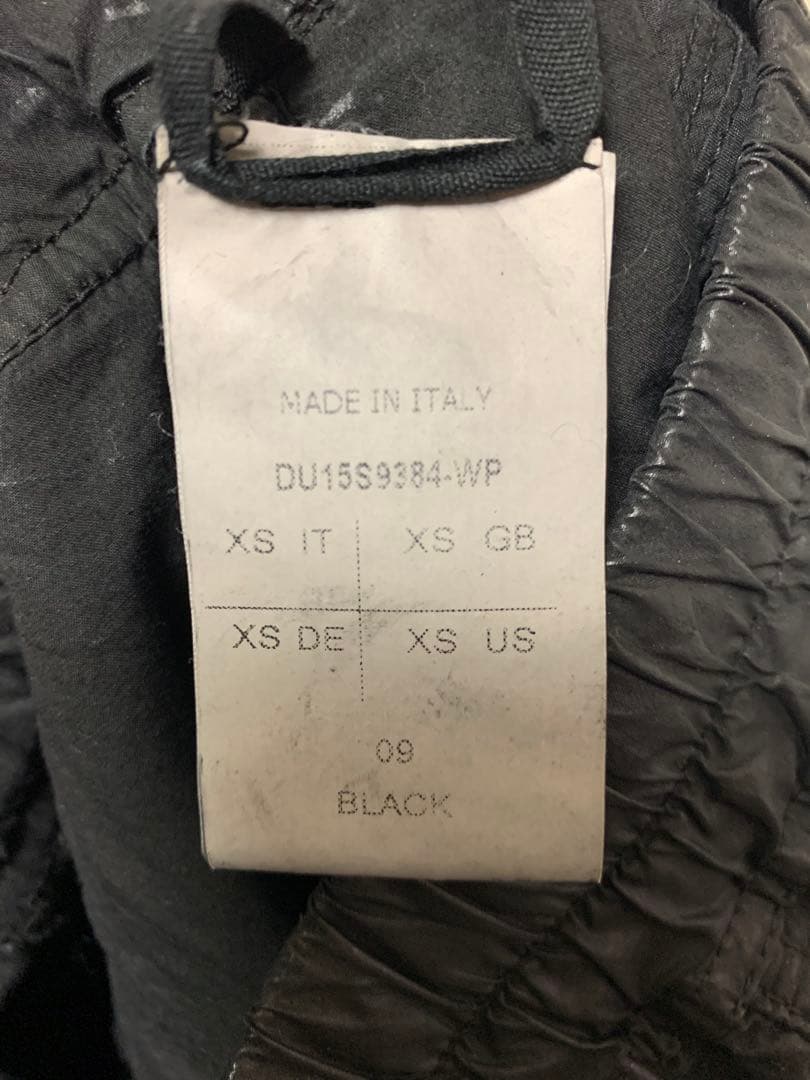 MADE IN ITALY
DU15S9384-WP
XS IT XS GB
XS DE XS US
09
BLACK